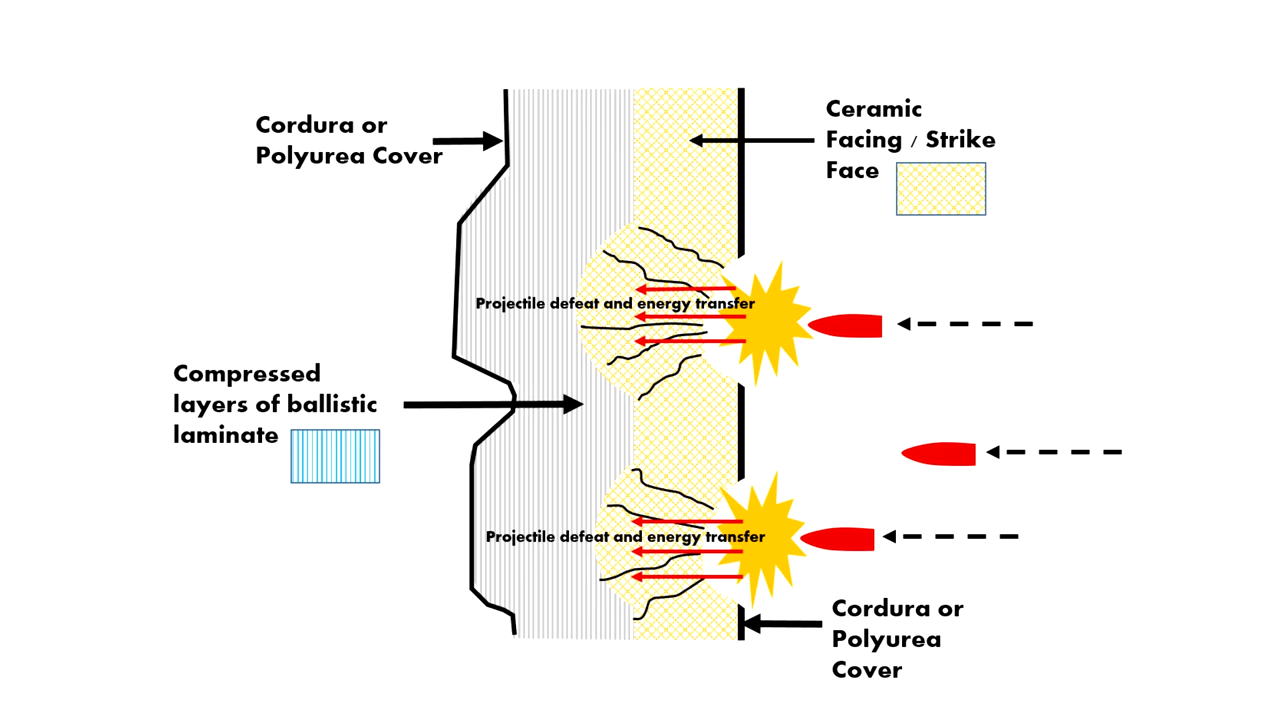 Cordura or
Polyurea Cover
Ceramic
Facing / Strike
Face
Projectile defeat and energy transfer
Compressed
layers of ballistic
laminate
Projectile defeat and energy transfer
Cordura or
Polyurea
Cover